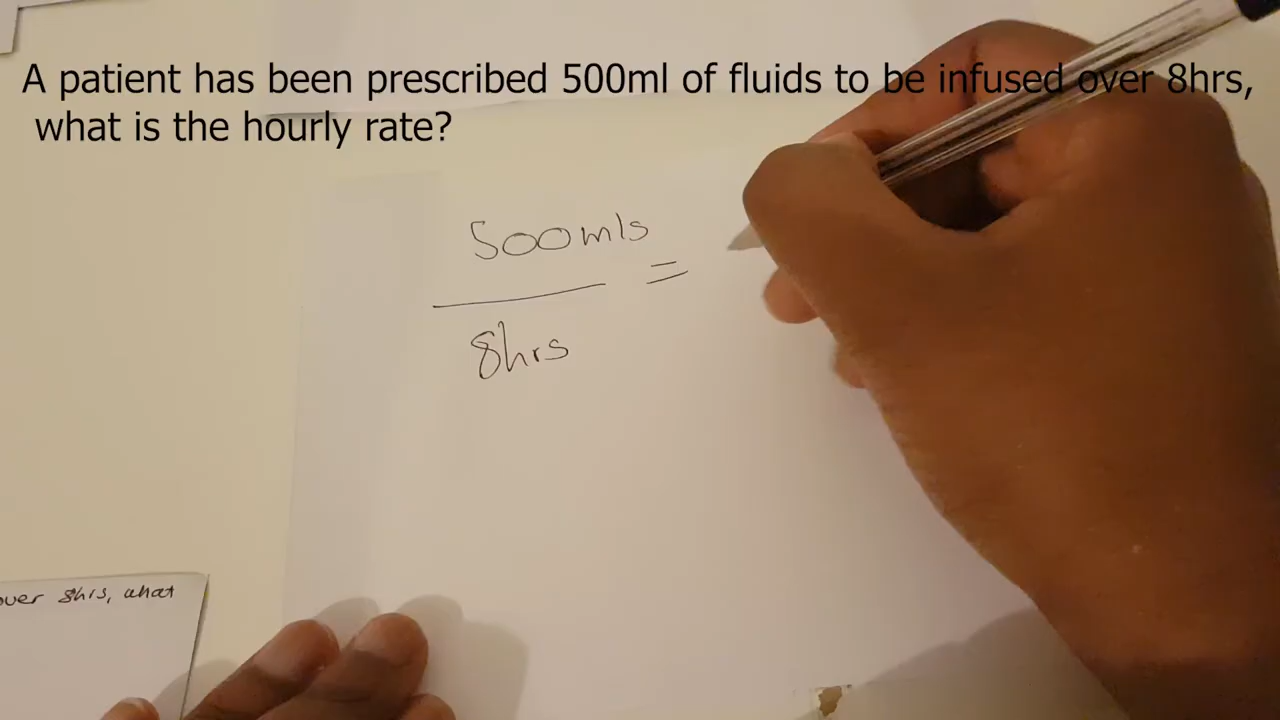 A patient has been prescribed 500ml of fluids to be infused over 8hrs,
what is the hourly rate?
500mls
=
8hrs
over 8hrs, what